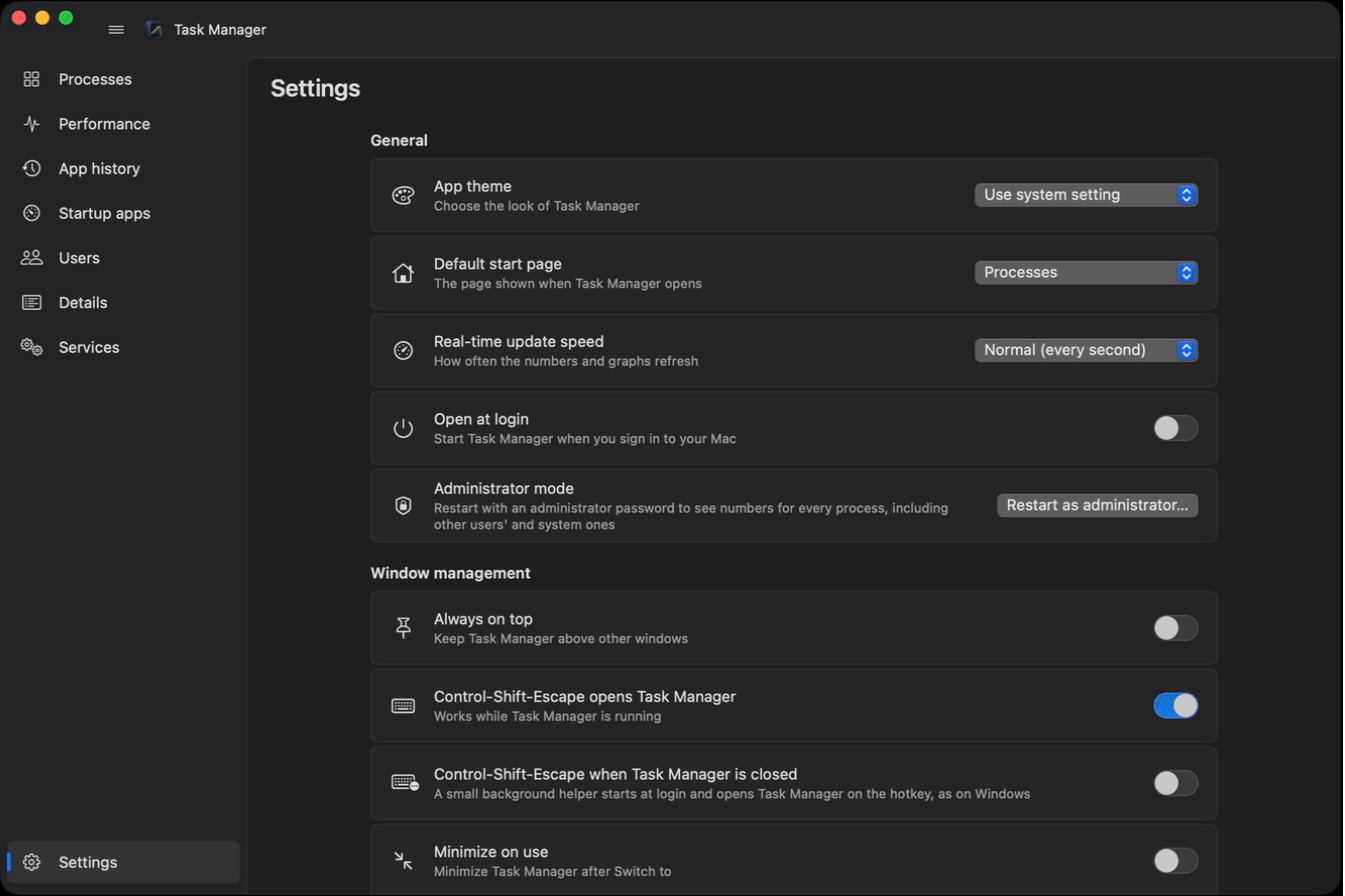 Task Manager
Processes
Performance
App history
Startup apps
Users
Details
Services
Settings
Settings
General
App theme
Choose the look of Task Manager
Use system setting
Default start page
The page shown when Task Manager opens
Processes
Real-time update speed
How often the numbers and graphs refresh
Normal (every second)
Open at login
Start Task Manager when you sign in to your Mac
Administrator mode
Restart with an administrator password to see numbers for every process, including
other users' and system ones
Restart as administrator...
Window management
Always on top
Keep Task Manager above other windows
Control-Shift-Escape opens Task Manager
Works while Task Manager is running
Control-Shift-Escape when Task Manager is closed
A small background helper starts at login and opens Task Manager on the hotkey, as on Windows
Minimize on use
Minimize Task Manager after Switch to